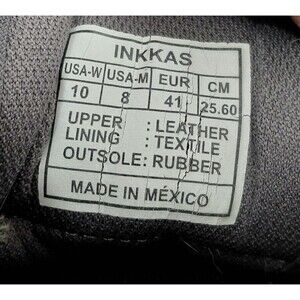 INKKAS
USA-W USA-M EUR CM
10 8 41 25.60
UPPER : LEATHER
LINING : TEXTILE
OUTSOLE: RUBBER
MADE IN MÉXICO